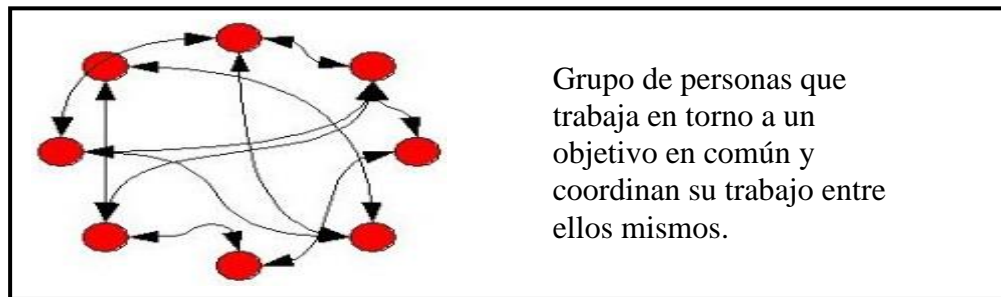 Grupo de personas que
trabaja en torno a un
objetivo en común y
coordinan su trabajo entre
ellos mismos.